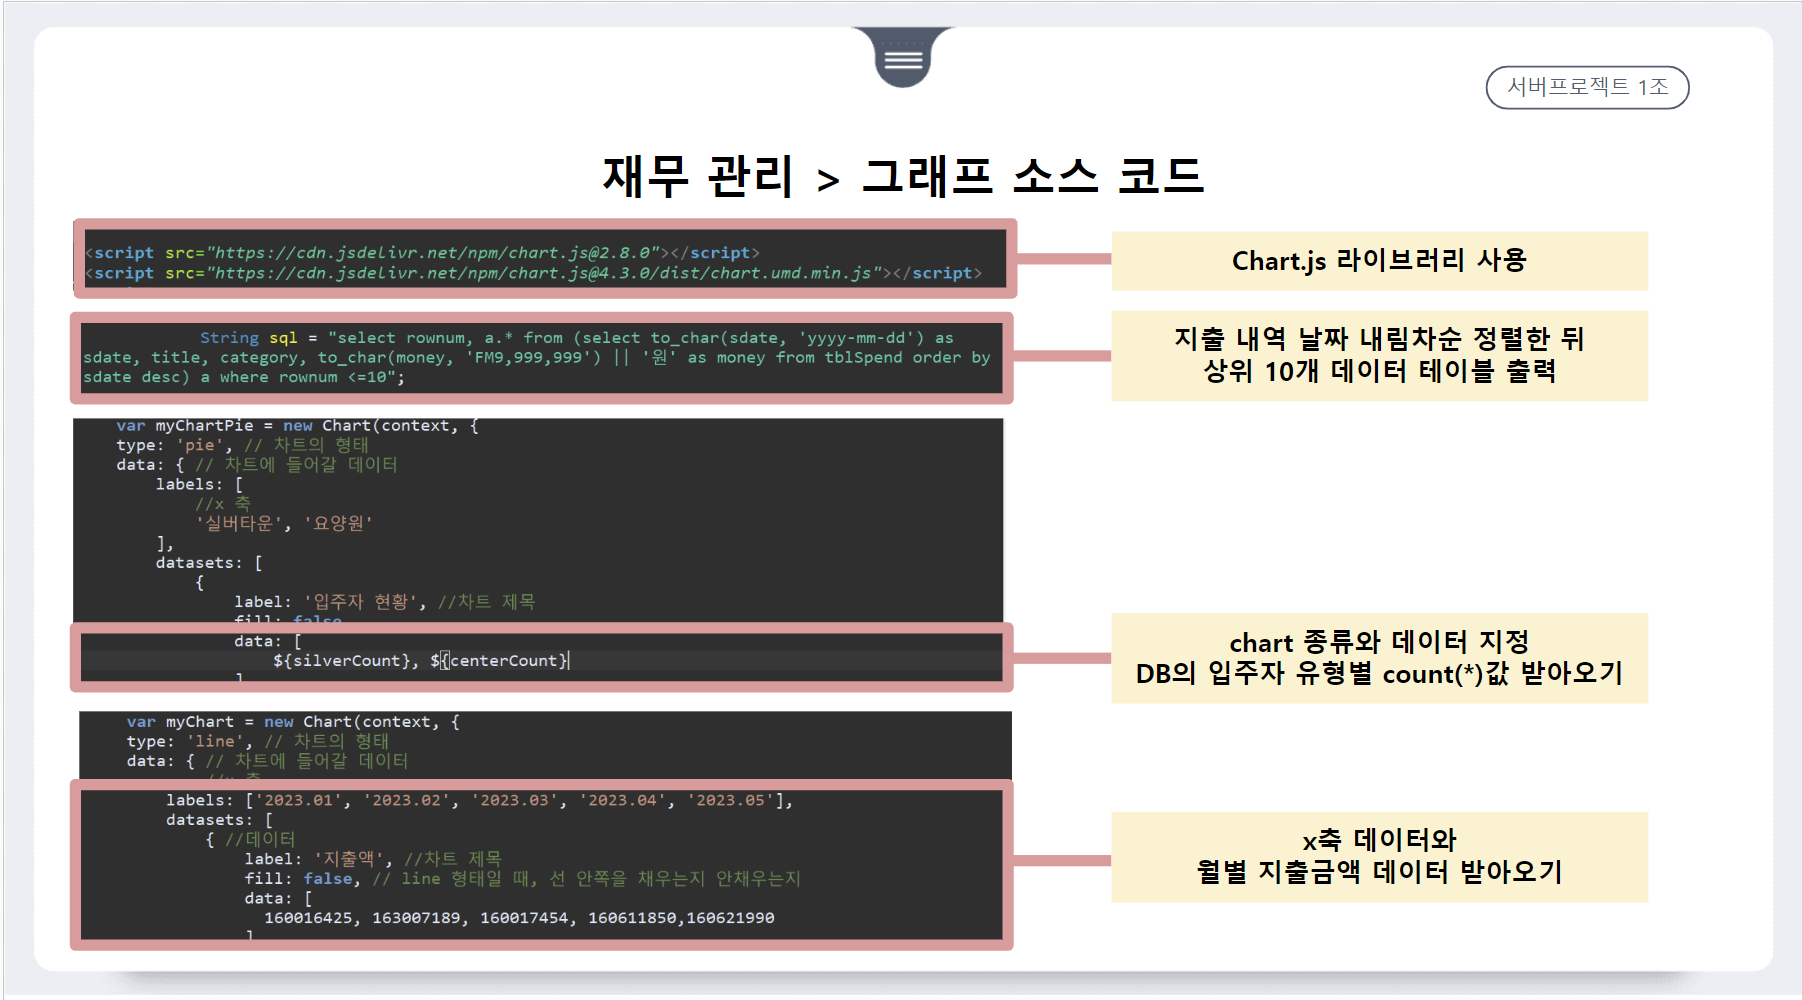 서버프로젝트 1조
재무 관리 > 그래프 소스 코드
<script src="https://cdn.jsdelivr.net/npm/chart.js@2.8.0"></script>
<script src="https://cdn.jsdelivr.net/npm/chart.js@4.3.0/dist/chart.umd.min.js"></script>
Chart.js 라이브러리 사용
String sql = "select rownum, a.* from (select to_char(sdate, 'yyyy-mm-dd') as
sdate, title, category, to_char(money, 'FM9,999,999') || '원' as money from tblSpend order by
sdate desc) a where rownum <=10";
지출 내역 날짜 내림차순 정렬한 뒤
상위 10개 데이터 테이블 출력
var myChartPie = new Chart(context, {
type: 'pie', // 차트의 형태
data: { // 차트에 들어갈 데이터
labels: [
//x 축
'실버타운', '요양원'
],
datasets: [
{
label: '입주자 현황', //차트 제목
fill: false
data: [
${silverCount}, ${centerCount}
]
chart 종류와 데이터 지정
DB의 입주자 유형별 count(*)값 받아오기
var myChart = new Chart(context, {
type: 'line', // 차트의 형태
data: { // 차트에 들어갈 데이터
//x 축
labels: ['2023.01', '2023.02', '2023.03', '2023.04', '2023.05'],
datasets: [
{ //데이터
label: '지출액', //차트 제목
fill: false, // line 형태일 때, 선 안쪽을 채우는지 안채우는지
data: [
160016425, 163007189, 160017454, 160611850,160621990
]
x축 데이터와
월별 지출금액 데이터 받아오기